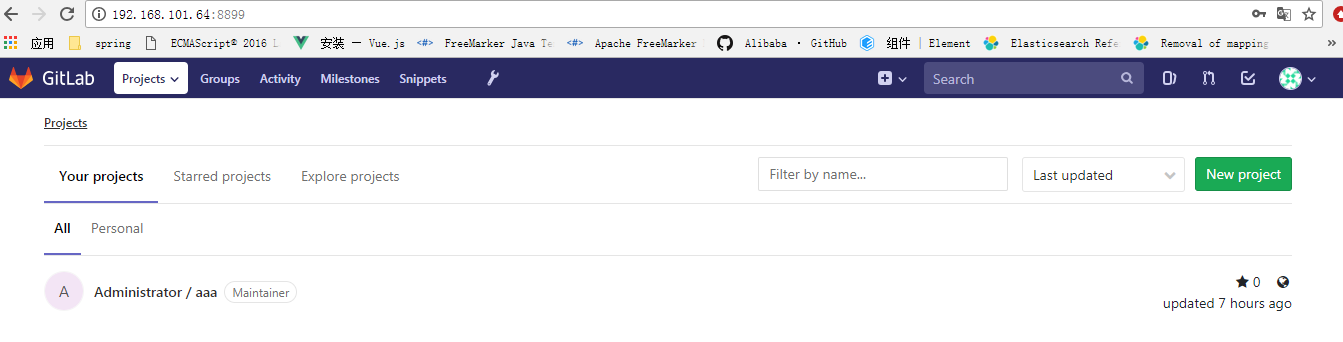 192.168.101.64:8899
应用 spring ECMAScript® 2016 L 安装 — Vue.js FreeMarker Java Te Apache FreeMarker Alibaba · GitHub 组件 | Element Elasticsearch Refe Removal of mapping »
GitLab Projects Groups Activity Milestones Snippets Search
Projects
Your projects Starred projects Explore projects Filter by name... Last updated New project
All Personal
A Administrator / aaa Maintainer 0
updated 7 hours ago